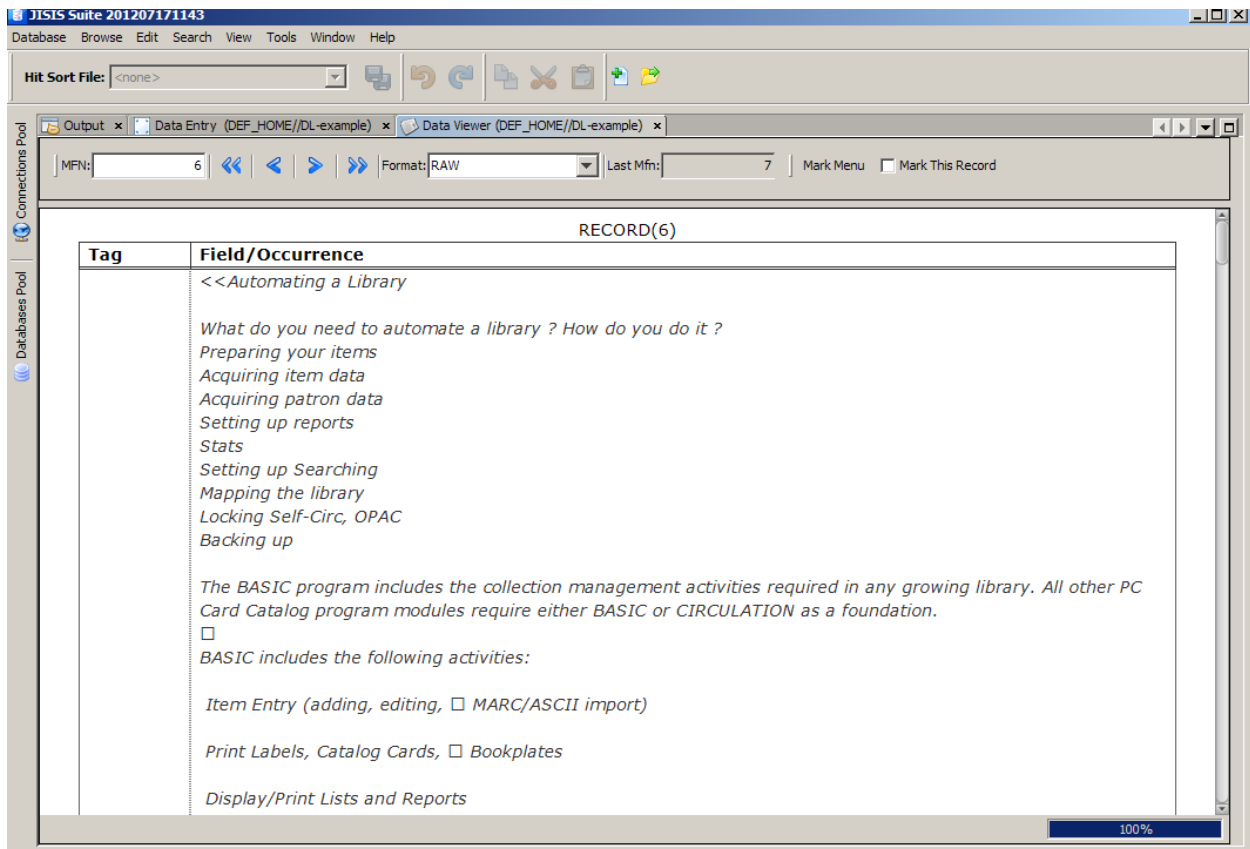 JISIS Suite 201207171143
Database Browse Edit Search View Tools Window Help
Hit Sort File: <none>
Output x Data Entry (DEF_HOME//DL-example) x Data Viewer (DEF_HOME//DL-example) x
MFN: 6 Format: RAW Last Mfn: 7 Mark Menu Mark This Record
Connections Pool
Databases Pool
RECORD(6)
Tag Field/Occurrence
<<Automating a Library
What do you need to automate a library ? How do you do it ?
Preparing your items
Acquiring item data
Acquiring patron data
Setting up reports
Stats
Setting up Searching
Mapping the library
Locking Self-Circ, OPAC
Backing up
The BASIC program includes the collection management activities required in any growing library. All other PC
Card Catalog program modules require either BASIC or CIRCULATION as a foundation.
□
BASIC includes the following activities:
Item Entry (adding, editing, □ MARC/ASCII import)
Print Labels, Catalog Cards, □ Bookplates
Display/Print Lists and Reports
100%